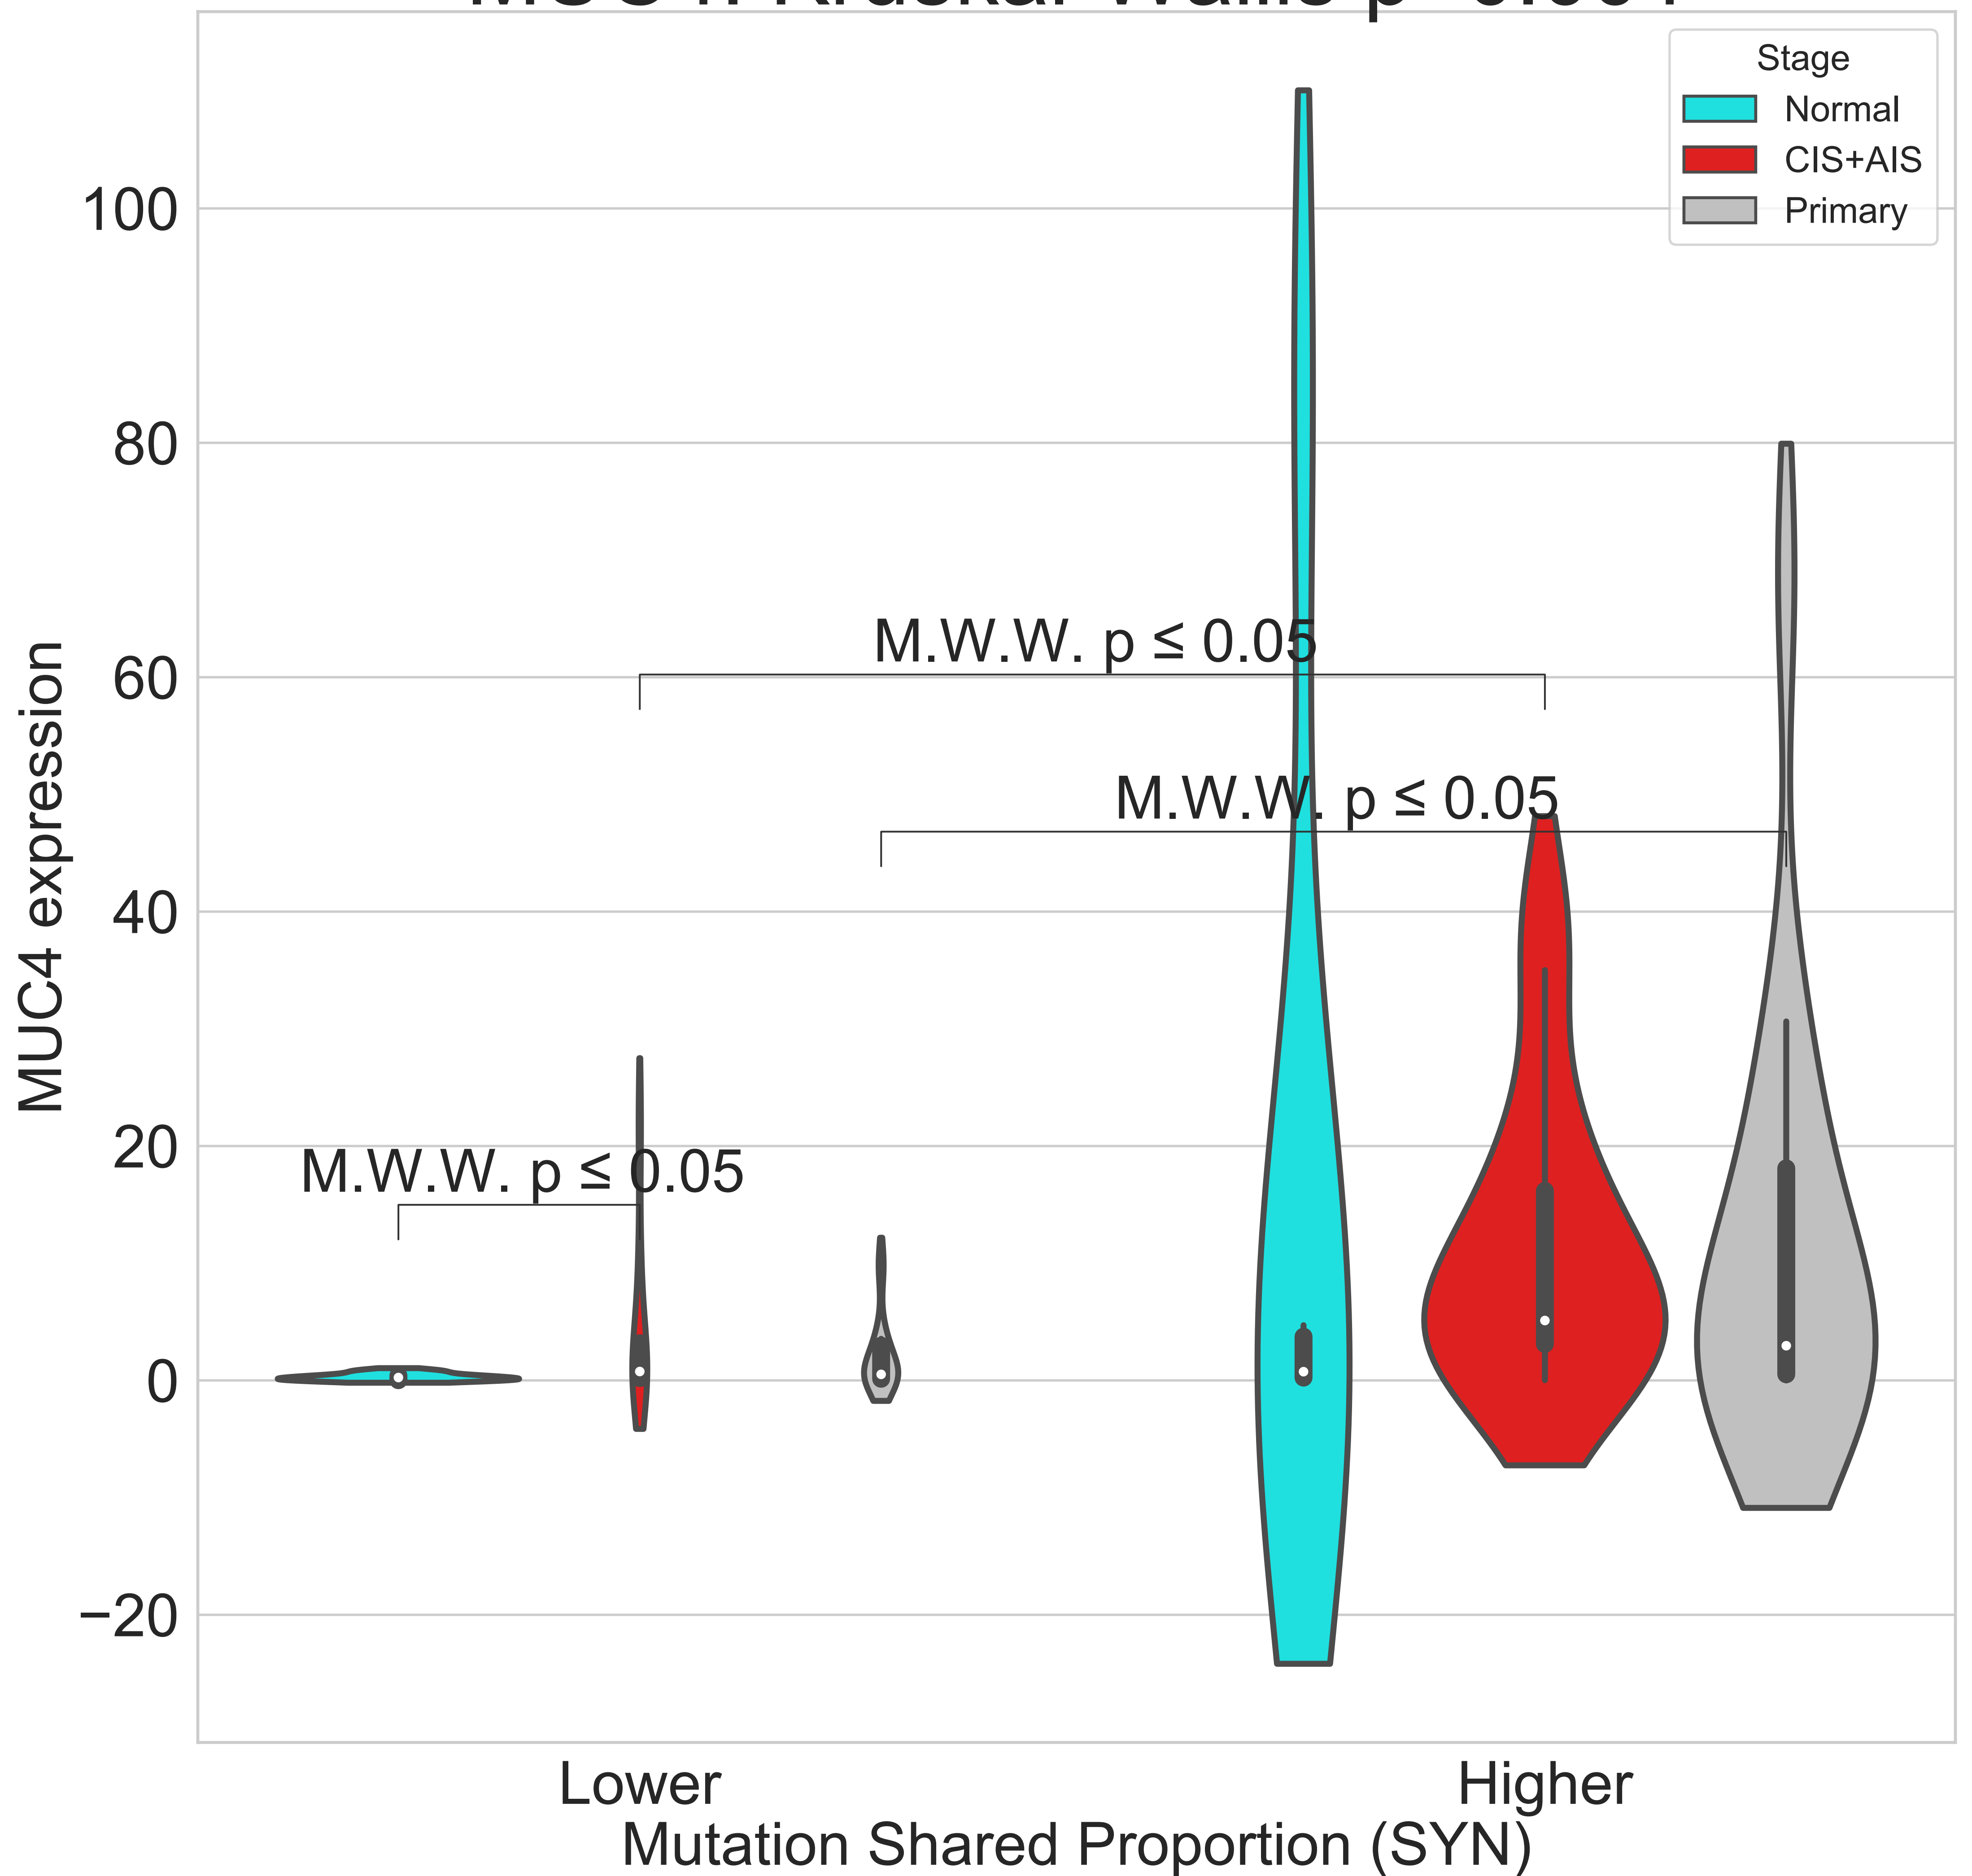 Stage
Normal
CIS+AIS
Primary
100
80
60
40
20
0
−20
MUC4 expression
M.W.W. p ≤ 0.05
M.W.W. p ≤ 0.05
M.W.W. p ≤ 0.05
Lower
Higher
Mutation Shared Proportion (SYN)